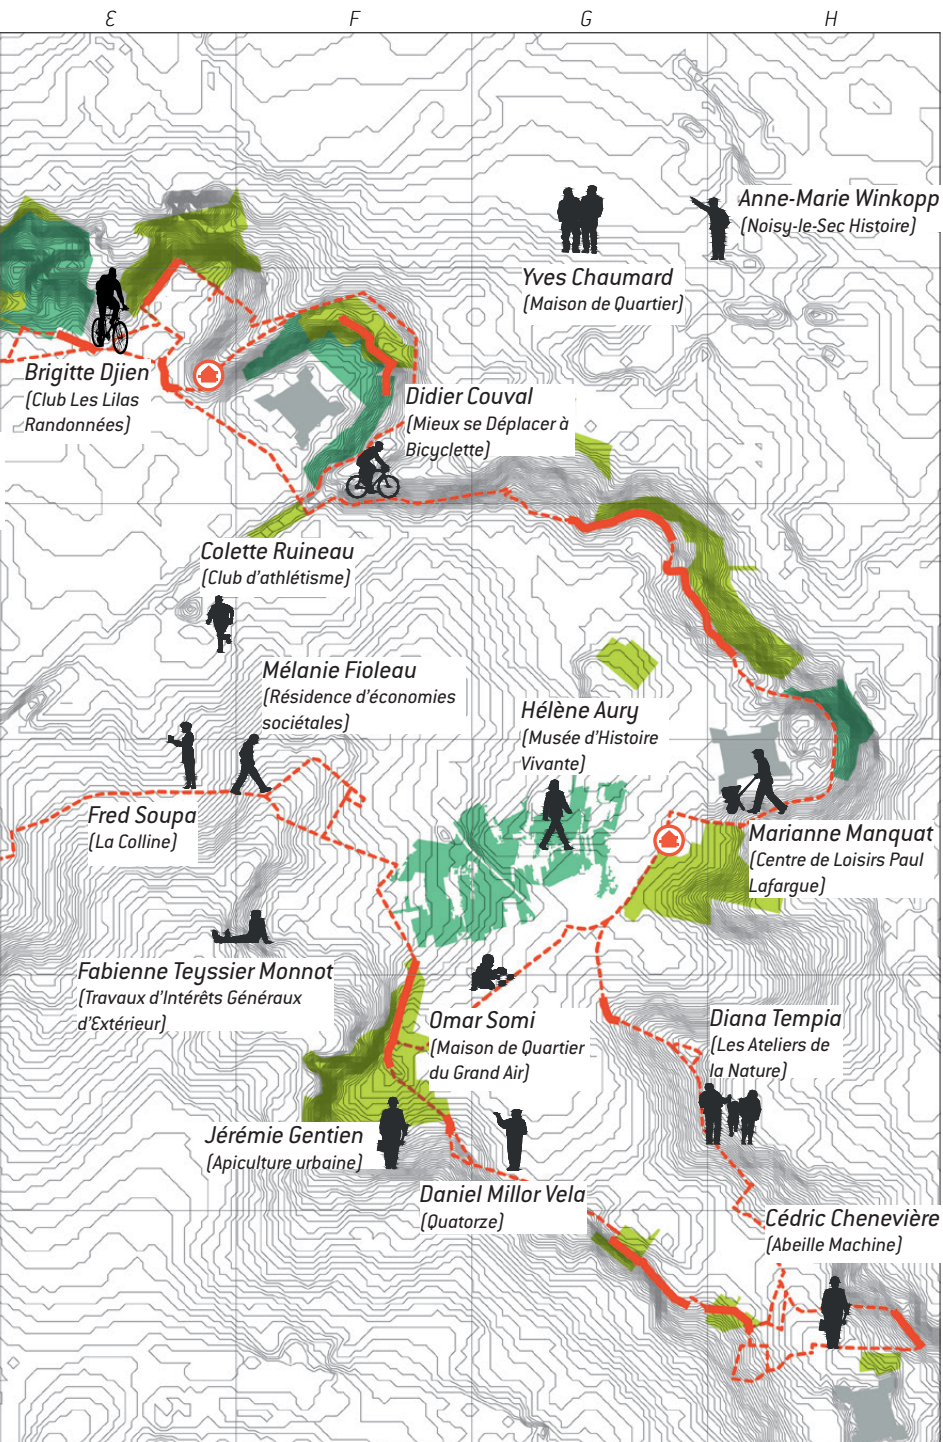 E F G H
Anne-Marie Winkopp
(Noisy-le-Sec Histoire)
Yves Chaumard
(Maison de Quartier)
Brigitte Djien
(Club Les Lilas
Randonnées)
Didier Couval
(Mieux se Déplacer à
Bicyclette)
Colette Ruineau
(Club d'athlétisme)
Mélanie Fioleau
(Résidence d'économies
sociétales)
Hélène Aury
(Musée d'Histoire
Vivante)
Fred Soupa
(La Colline)
Marianne Manquat
(Centre de Loisirs Paul
Lafargue)
Fabienne Teyssier Monnot
(Travaux d'Intérêts Généraux
d'Extérieur)
Omar Somi
(Maison de Quartier
du Grand Air)
Diana Tempia
(Les Ateliers de
la Nature)
Jérémie Gentien
(Apiculture urbaine)
Daniel Millor Vela
(Quatorze)
Cédric Chenevière
(Abeille Machine)